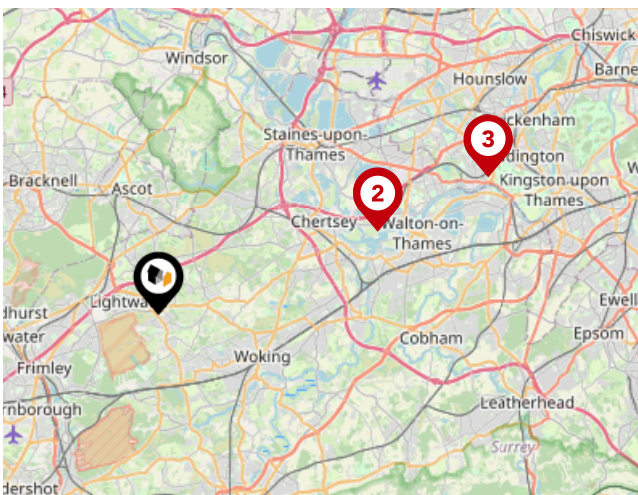 Chiswick
Windsor
Barne
Hounslow
4
ckenham
Staines-upon-
Thames
3
dington
Bracknell
Ascot
2
Kingston-upon
Thames
W
Chertsey
Walton-on-
Thames
Lightwa
dhurst
water
Ewell
Epsom
Cobham
Woking
Frimley
rnborough
Leatherhead
Surrey
dershot